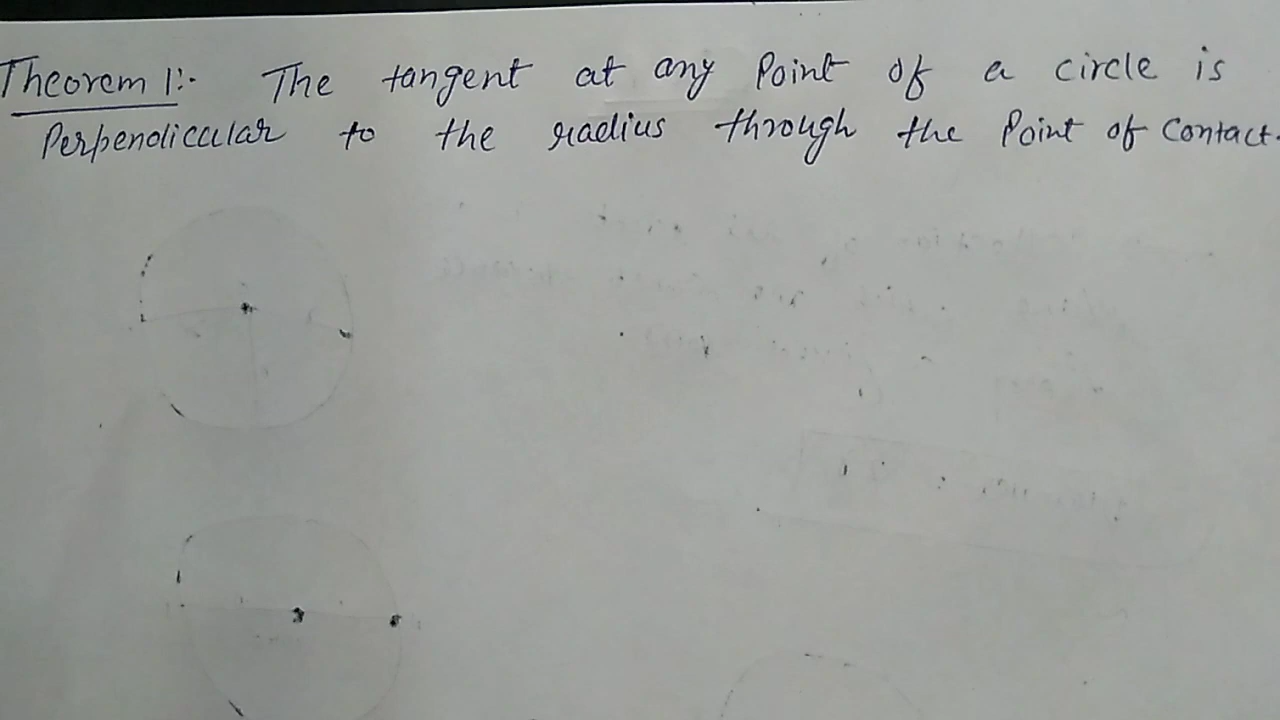 Theorem 1:- The tangent at any Point of a circle is
Perpendicular to the radius through the Point of Contact.